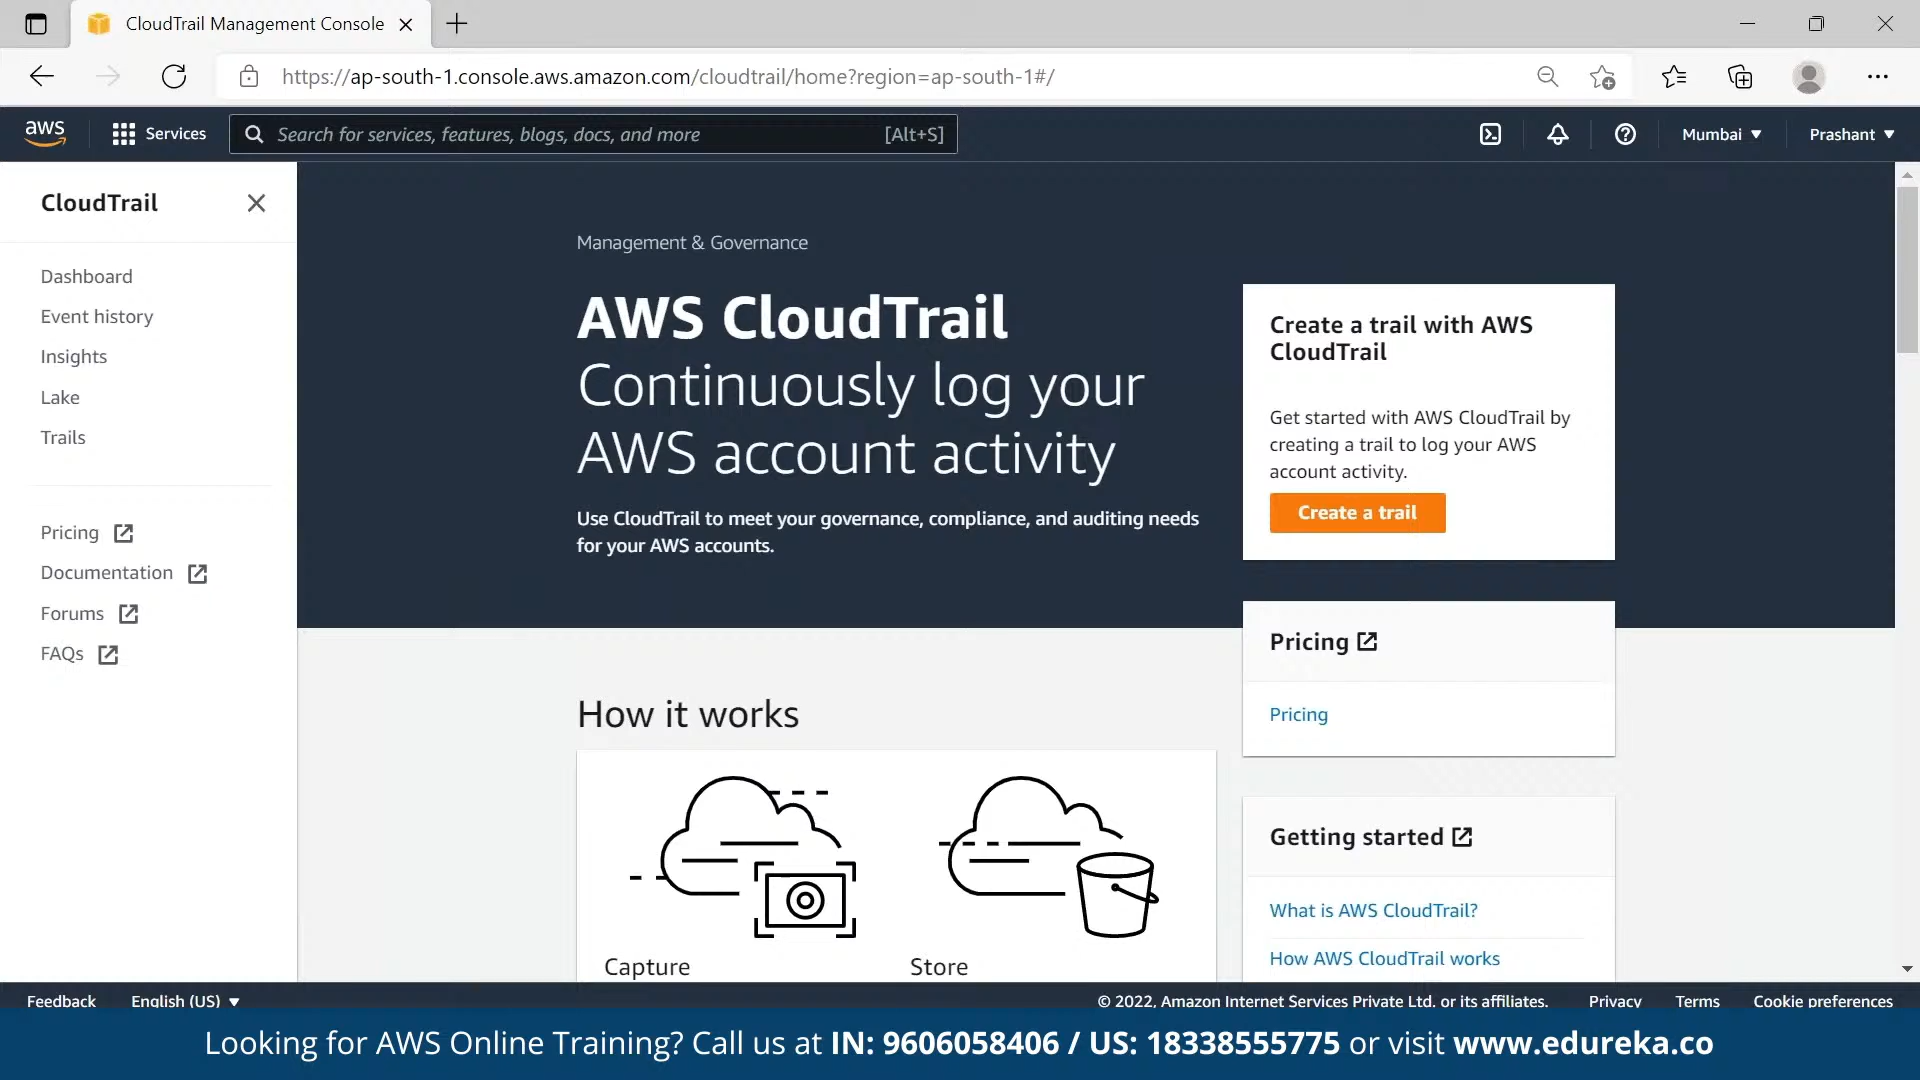 CloudTrail Management Console
https://ap-south-1.console.aws.amazon.com/cloudtrail/home?region=ap-south-1#/
aws
Services
Search for services, features, blogs, docs, and more
[Alt+S]
Mumbai
Prashant
CloudTrail
Dashboard
Event history
Insights
Lake
Trails
Pricing
Documentation
Forums
FAQs
Management & Governance
AWS CloudTrail
Continuously log your
AWS account activity
Use CloudTrail to meet your governance, compliance, and auditing needs
for your AWS accounts.
Create a trail with AWS
CloudTrail
Get started with AWS CloudTrail by
creating a trail to log your AWS
account activity.
Create a trail
Pricing
Pricing
How it works
Capture
Store
Getting started
What is AWS CloudTrail?
How AWS CloudTrail works
Feedback
English (US)
© 2022, Amazon Internet Services Private Ltd. or its affiliates.
Privacy
Terms
Cookie preferences
Looking for AWS Online Training? Call us at IN: 9606058406 / US: 18338555775 or visit www.edureka.co